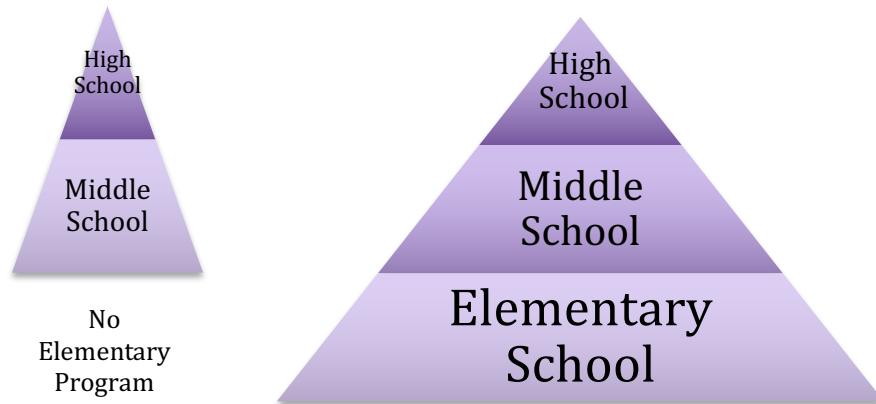 High
School
Middle
School
No
Elementary
Program
High
School
Middle
School
Elementary
School